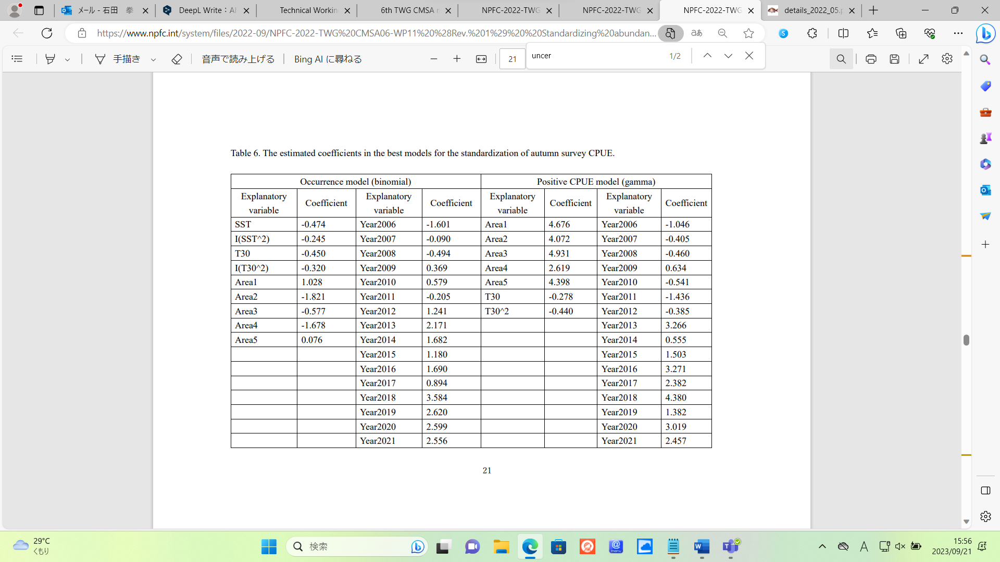 メール - 石田 拳
DeepL Write：AI
Technical Workin
6th TWG CMSA
NPFC-2022-TWG
NPFC-2022-TWG
NPFC-2022-TWG
details_2022_05.p
https://www.npfc.int/system/files/2022-09/NPFC-2022-TWG%20CMSA06-WP11%20%28Rev.%201%29%20%20Standardizing%20abundan...
手描き
音声で読み上げる
Bing AI に尋ねる
21
uncer
1/2
Table 6. The estimated coefficients in the best models for the standardization of autumn survey CPUE.
Occurrence model (binomial) Positive CPUE model (gamma)
Explanatory variable Coefficient Explanatory variable Coefficient Explanatory variable Coefficient Explanatory variable Coefficient
SST -0.474 Year2006 -1.601 Area1 4.676 Year2006 -1.046
I(SST^2) -0.245 Year2007 -0.090 Area2 4.072 Year2007 -0.405
T30 -0.450 Year2008 -0.494 Area3 4.931 Year2008 -0.460
I(T30^2) -0.320 Year2009 0.369 Area4 2.619 Year2009 0.634
Area1 1.028 Year2010 0.579 Area5 4.398 Year2010 -0.541
Area2 -1.821 Year2011 -0.205 T30 -0.278 Year2011 -1.436
Area3 -0.577 Year2012 1.241 T30^2 -0.440 Year2012 -0.385
Area4 -1.678 Year2013 2.171 Year2013 3.266
Area5 0.076 Year2014 1.682 Year2014 0.555
Year2015 1.180 Year2015 1.503
Year2016 1.690 Year2016 3.271
Year2017 0.894 Year2017 2.382
Year2018 3.584 Year2018 4.380
Year2019 2.620 Year2019 1.382
Year2020 2.599 Year2020 3.019
Year2021 2.556 Year2021 2.457
21
29°C
くもり
検索
A
15:56
2023/09/21